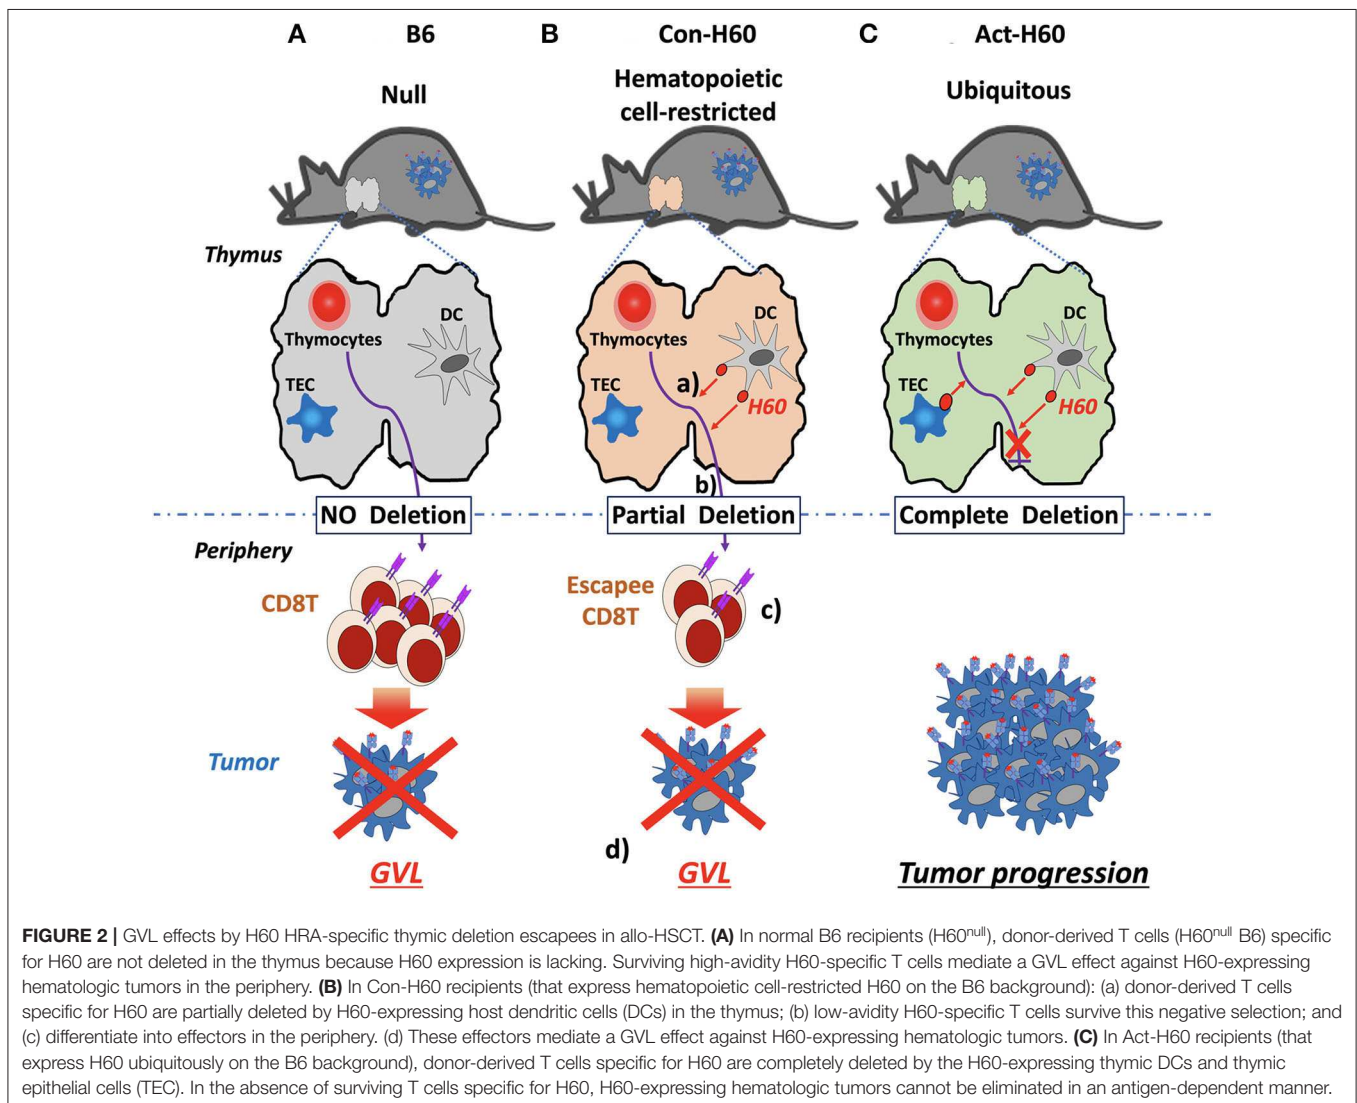 A B6
B Con-H60
C Act-H60
Null
Hematopoietic
cell-restricted
Ubiquitous
Thymus
Thymocytes
DC
TEC
Thymocytes
DC
TEC
a)
H60
b)
Thymocytes
DC
TEC
H60
NO Deletion
Partial Deletion
Complete Deletion
Periphery
CD8T
Escapee
CD8T
c)
Tumor
d)
GVL
GVL
Tumor progression
FIGURE 2 | GVL effects by H60 HRA-specific thymic deletion escapees in allo-HSCT. (A) In normal B6 recipients (H60null), donor-derived T cells (H60null B6) specific
for H60 are not deleted in the thymus because H60 expression is lacking. Surviving high-avidity H60-specific T cells mediate a GVL effect against H60-expressing
hematologic tumors in the periphery. (B) In Con-H60 recipients (that express hematopoietic cell-restricted H60 on the B6 background): (a) donor-derived T cells
specific for H60 are partially deleted by H60-expressing host dendritic cells (DCs) in the thymus; (b) low-avidity H60-specific T cells survive this negative selection; and
(c) differentiate into effectors in the periphery. (d) These effectors mediate a GVL effect against H60-expressing hematologic tumors. (C) In Act-H60 recipients (that
express H60 ubiquitously on the B6 background), donor-derived T cells specific for H60 are completely deleted by the H60-expressing thymic DCs and thymic
epithelial cells (TEC). In the absence of surviving T cells specific for H60, H60-expressing hematologic tumors cannot be eliminated in an antigen-dependent manner.